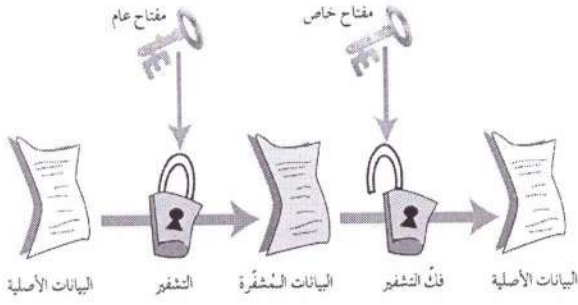 مفتاح خاص
مفتاح عام
البيانات الأصلية
فكّ التشفير
البيانات المُشفّرة
التشفير
البيانات الأصلية